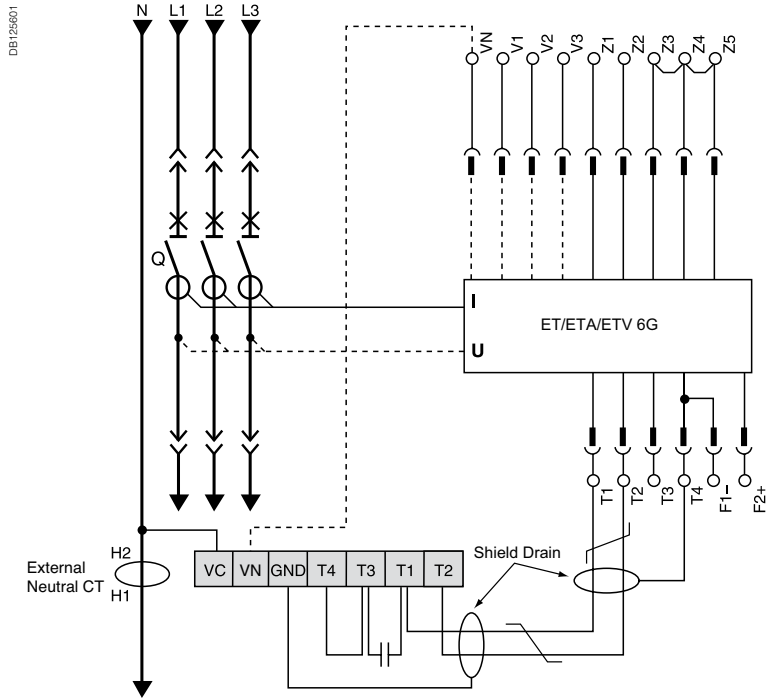 DB125601
N L1 L2 L3
VN V1 V2 V3 Z1 Z2 Z3 Z4 Z5
Q
I
ET/ETA/ETV 6G
U
T1 T2 T3 T4 F1– F2+
H2
External
Neutral CT
H1
VC VN GND T4 T3 T1 T2
Shield Drain